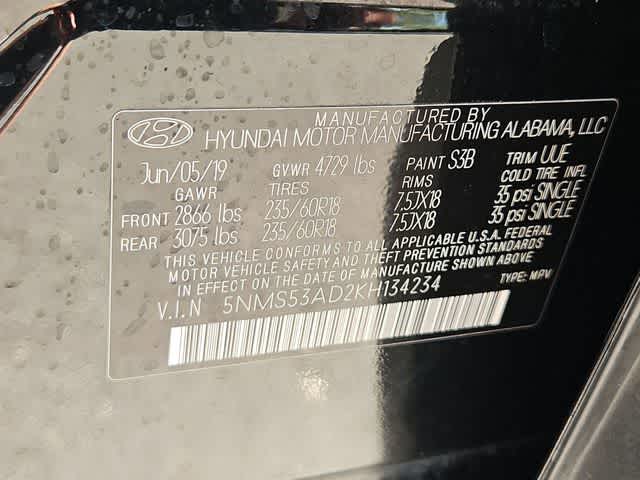 MANUFACTURED BY
HYUNDAI MOTOR MANUFACTURING ALABAMA, LLC
Jun/05/19 GVWR 4729 lbs PAINT S3B TRIM UUE
GAWR TIRES RIMS COLD TIRE INFL
FRONT 2866 lbs 235/60R18 7.5JX18 35 psi SINGLE
REAR 3075 lbs 235/60R18 7.5JX18 35 psi SINGLE
THIS VEHICLE CONFORMS TO ALL APPLICABLE U.S.A. FEDERAL
MOTOR VEHICLE SAFETY AND THEFT PREVENTION STANDARDS
IN EFFECT ON THE DATE OF MANUFACTURE SHOWN ABOVE
V.I.N 5NMS53AD2KH134234 TYPE: MPV